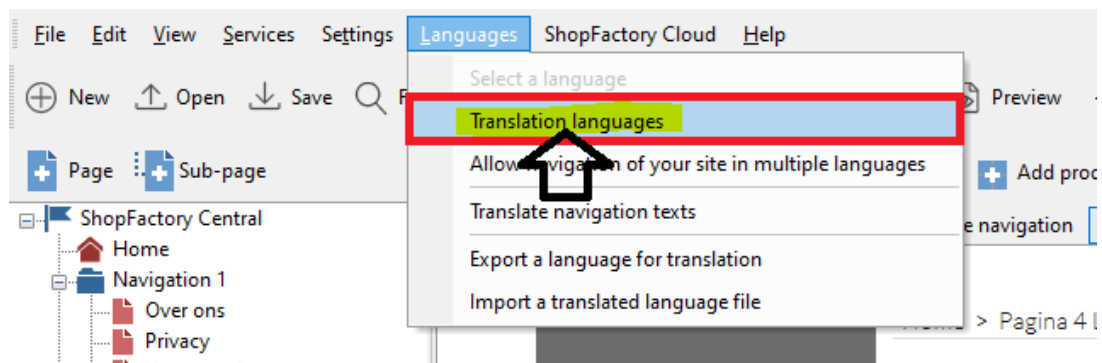 File Edit View Services Settings Languages ShopFactory Cloud Help
Select a language
New Open Save Preview
Translation languages
Allow navigation of your site in multiple languages
Page Sub-page Add
Translate navigation texts
ShopFactory Central navigation
Home
Export a language for translation
Navigation 1
Import a translated language file
Over ons
> Pagina 4
Privacy